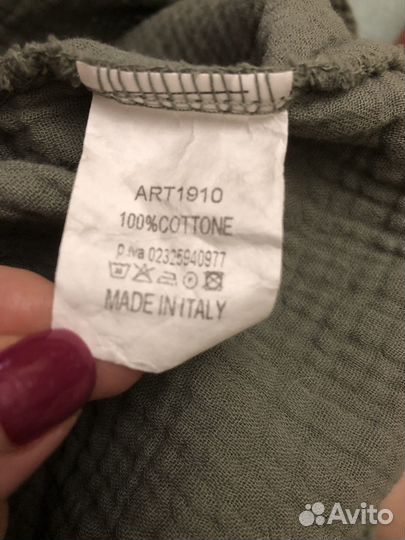 ART1910
100%COTTONE
p.iva 02325940977
MADE IN ITALY
Avito